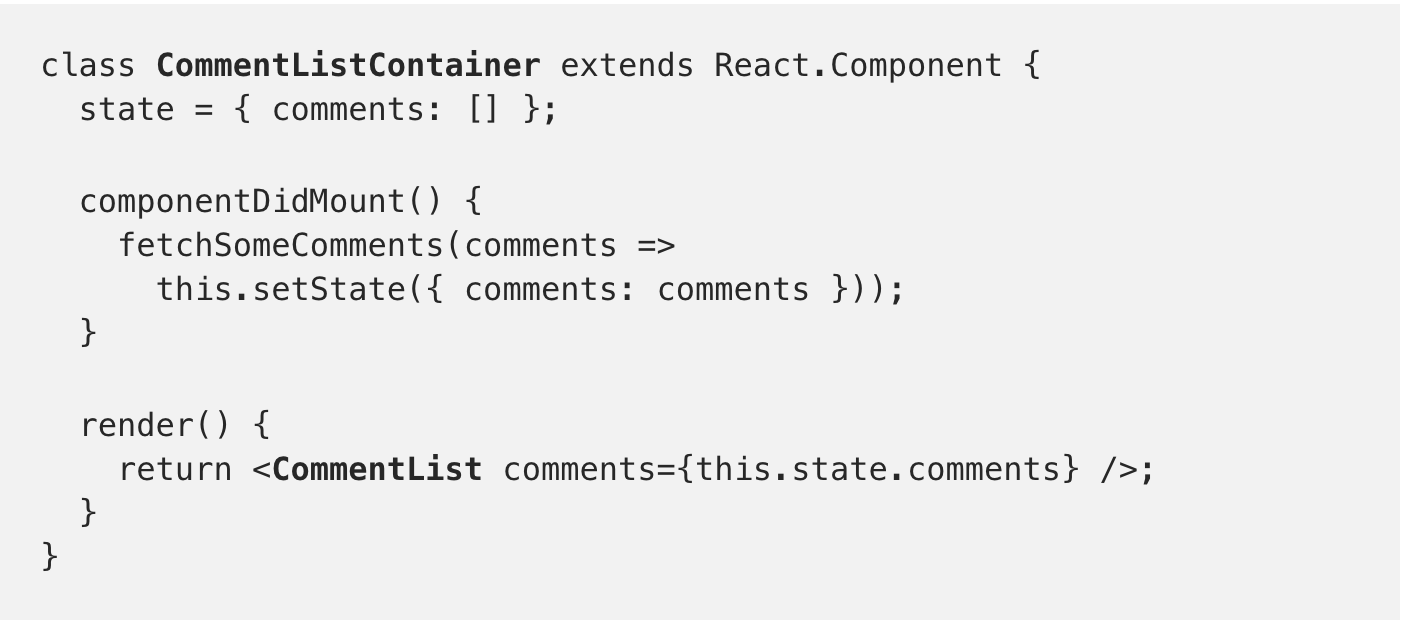 class CommentListContainer extends React.Component {
  state = { comments: [] };

  componentDidMount() {
    fetchSomeComments(comments =>
      this.setState({ comments: comments }));
  }

  render() {
    return <CommentList comments={this.state.comments} />;
  }
}